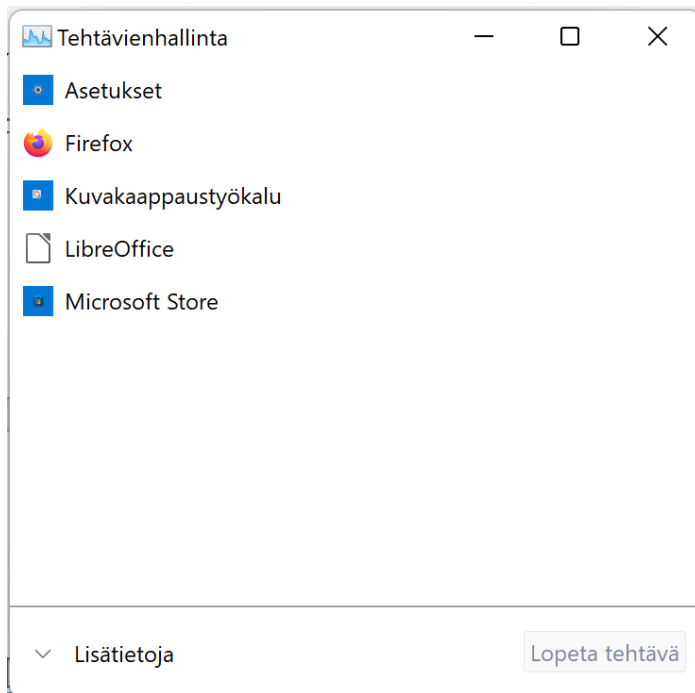 Tehtävienhallinta
Asetukset
Firefox
Kuvakaappaustyökalu
LibreOffice
Microsoft Store
Lisätietoja
Lopeta tehtävä